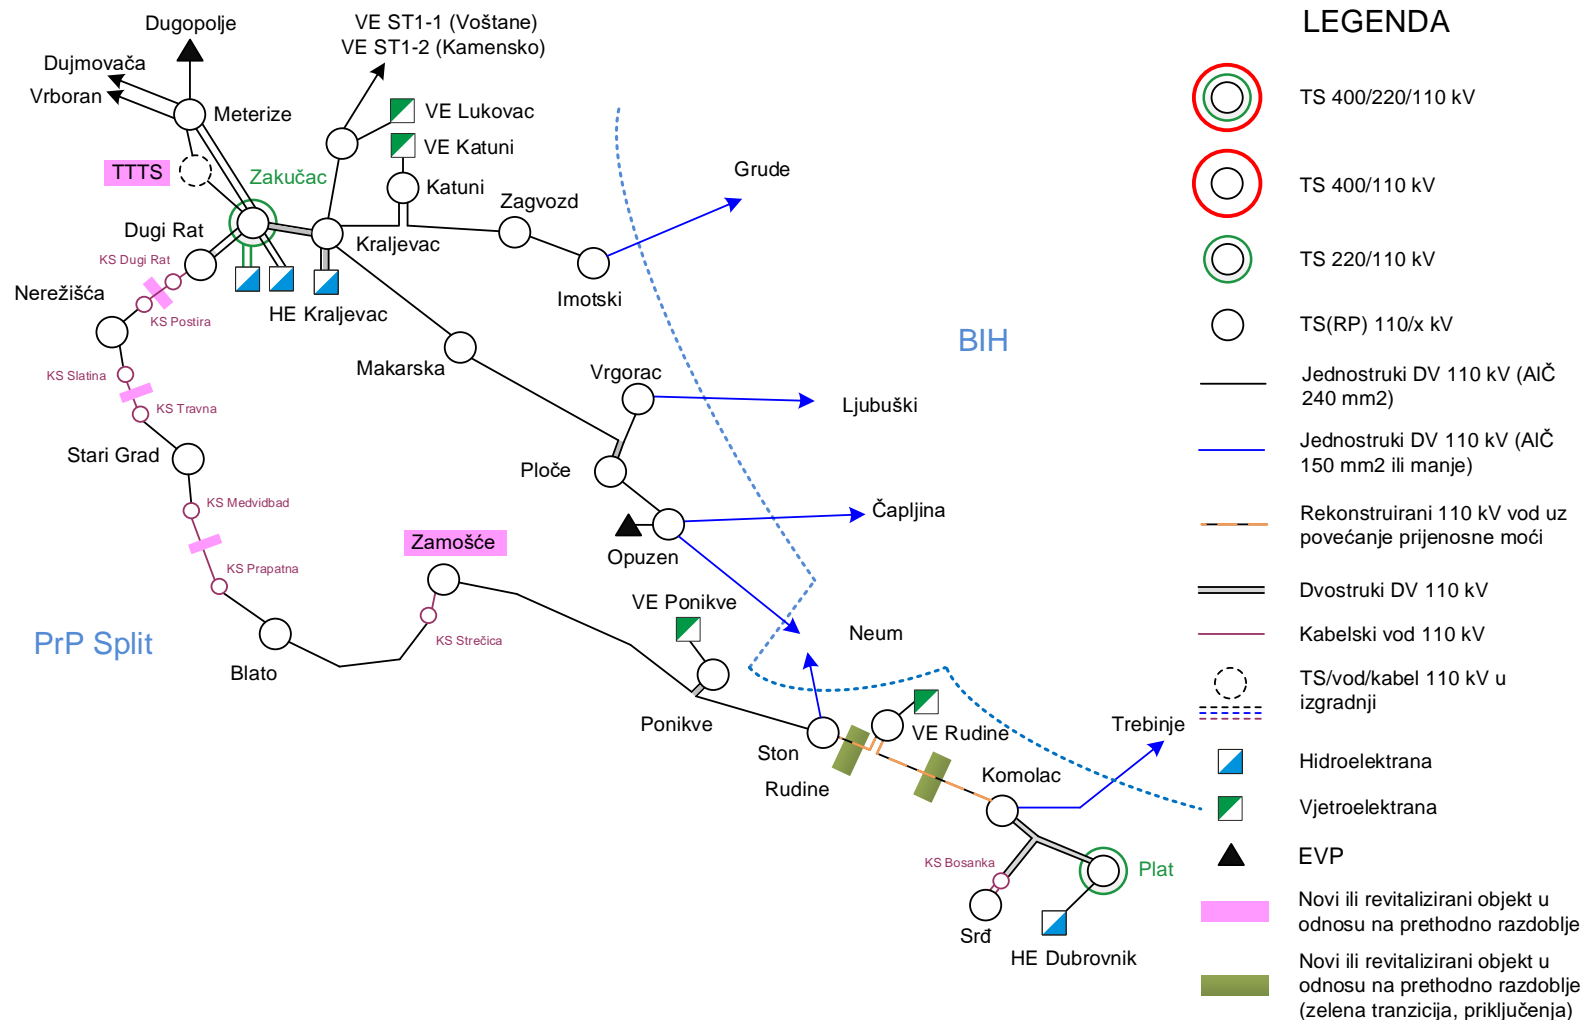 LEGENDA
Dugopolje
VE ST1-1 (Voštane)
VE ST1-2 (Kamensko)
Dujmovača
Vrboran
Meterize
VE Lukovac
VE Katuni
TTTS
Zakučac
Katuni
Zagvozd
Grude
Dugi Rat
Kraljevac
KS Dugi Rat
Nerežišća
KS Postira
HE Kraljevac
Imotski
BIH
Makarska
Vrgorac
Ljubuški
KS Slatina
KS Travna
Stari Grad
Ploče
KS Medvidbad
Čapljina
Zamošće
Opuzen
KS Prapatna
VE Ponikve
Neum
KS Strečica
PrP Split
Blato
Ponikve
Ston
VE Rudine
Trebinje
Rudine
Komolac
KS Bosanka
Plat
Srđ
HE Dubrovnik
TS 400/220/110 kV
TS 400/110 kV
TS 220/110 kV
TS(RP) 110/x kV
Jednostruki DV 110 kV (AlČ
240 mm2)
Jednostruki DV 110 kV (AlČ
150 mm2 ili manje)
Rekonstruirani 110 kV vod uz
povećanje prijenosne moći
Dvostruki DV 110 kV
Kabelski vod 110 kV
TS/vod/kabel 110 kV u
izgradnji
Hidroelektrana
Vjetroelektrana
EVP
Novi ili revitalizirani objekt u
odnosu na prethodno razdoblje
Novi ili revitalizirani objekt u
odnosu na prethodno razdoblje
(zelena tranzicija, priključenja)